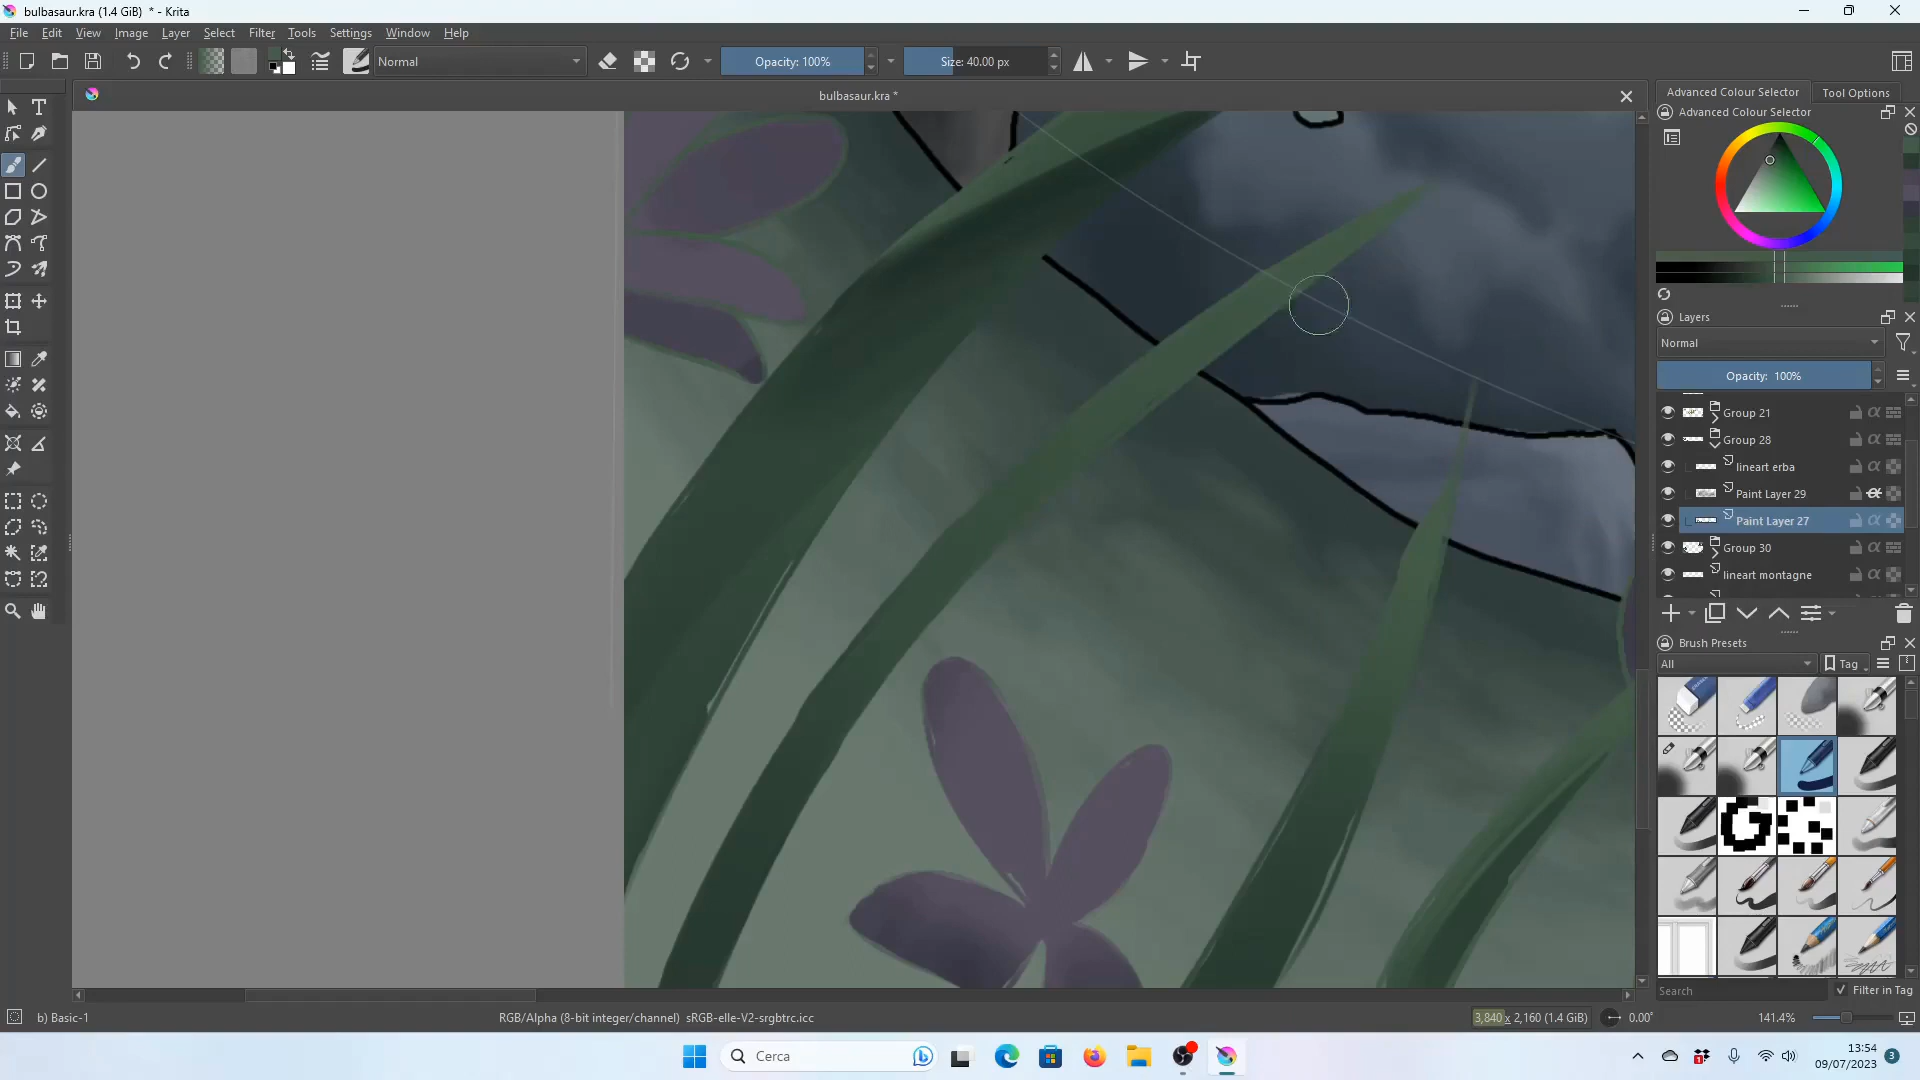 bulbasaur.kra (1.4 GiB)  * - Krita
File Edit View Image Layer Select Filter Tools Settings Window Help
Normal
Opacity: 100%
Size: 40.00 px
bulbasaur.kra *
Advanced Colour Selector
Tool Options
Advanced Colour Selector
Layers
Normal
Opacity:  100%
Group 21
Group 28
lineart erba
Paint Layer 29
Paint Layer 27
Group 30
lineart montagne
Brush Presets
All
Tag
Search
Filter in Tag
b) Basic-1
RGB/Alpha (8-bit integer/channel)  sRGB-elle-V2-srgbtrc.icc
3,840 x 2,160 (1.4 GiB)
0.00°
141.4%
Cerca
1
13:54
09/07/2023
3